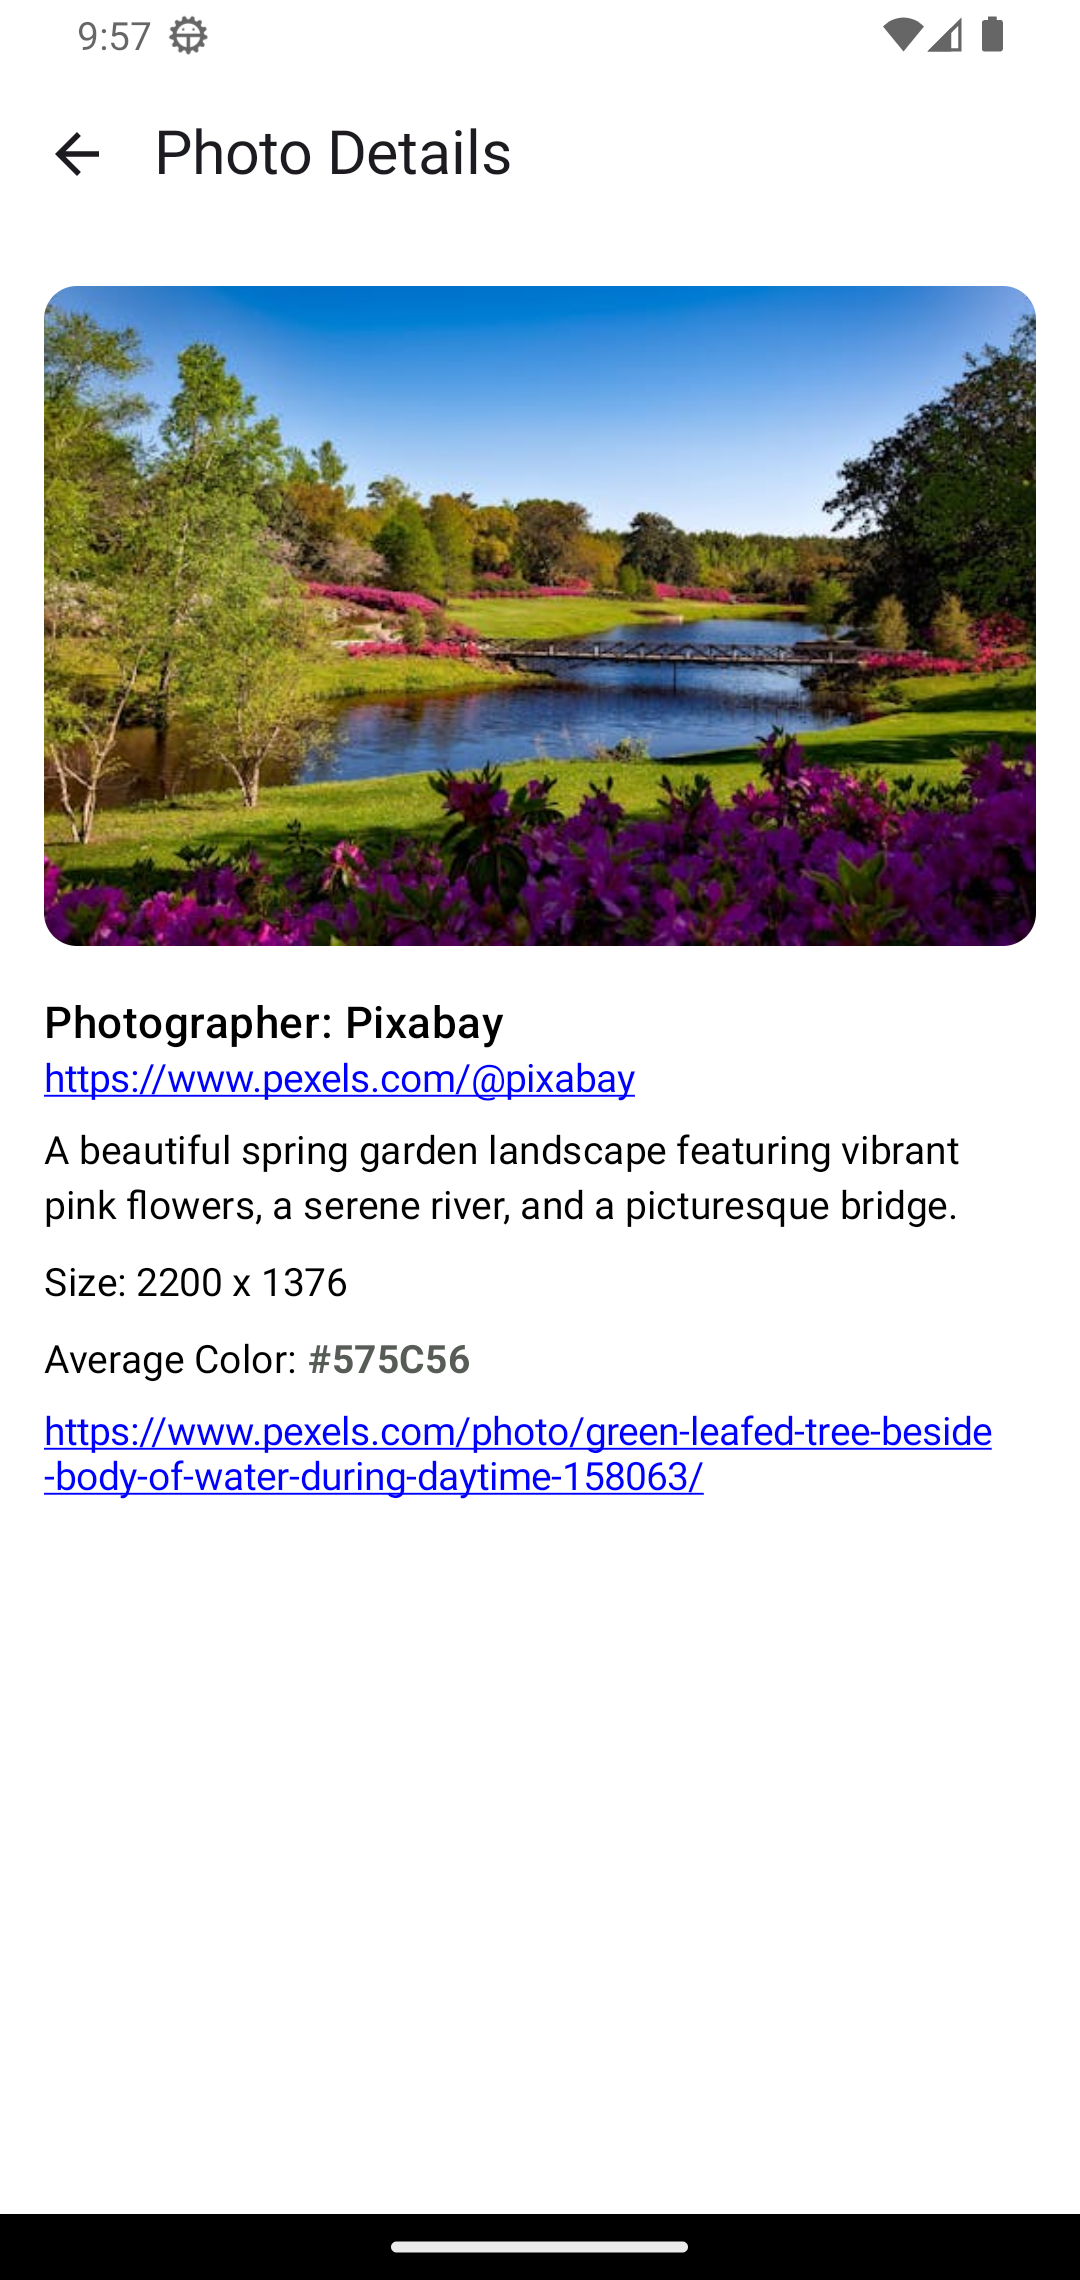 9:57
Photo Details
Photographer: Pixabay
https://www.pexels.com/@pixabay
A beautiful spring garden landscape featuring vibrant
pink flowers, a serene river, and a picturesque bridge.
Size: 2200 x 1376
Average Color: #575C56
https://www.pexels.com/photo/green-leafed-tree-beside
-body-of-water-during-daytime-158063/